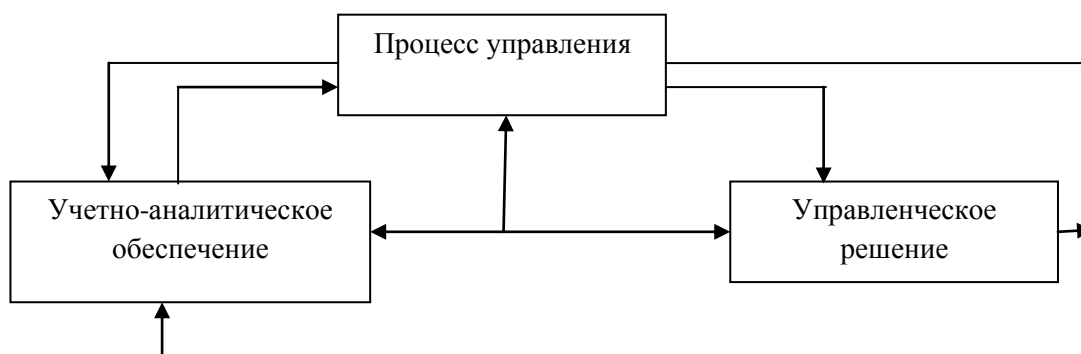 Процесс управления
Учетно-аналитическое
обеспечение
Управленческое
решение